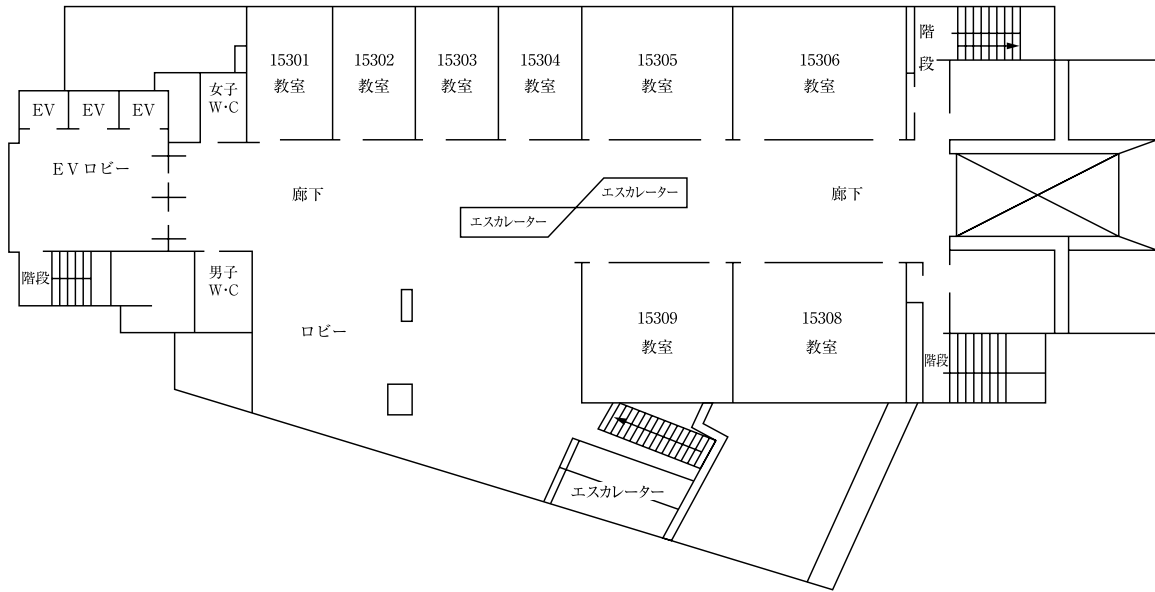 15301
教室
15302
教室
15303
教室
15304
教室
15305
教室
15306
教室
階
段
女子
W・C
EV
EV
EV
EVロビー
廊下
エスカレーター
エスカレーター
廊下
階段
男子
W・C
ロビー
15309
教室
15308
教室
階段
エスカレーター